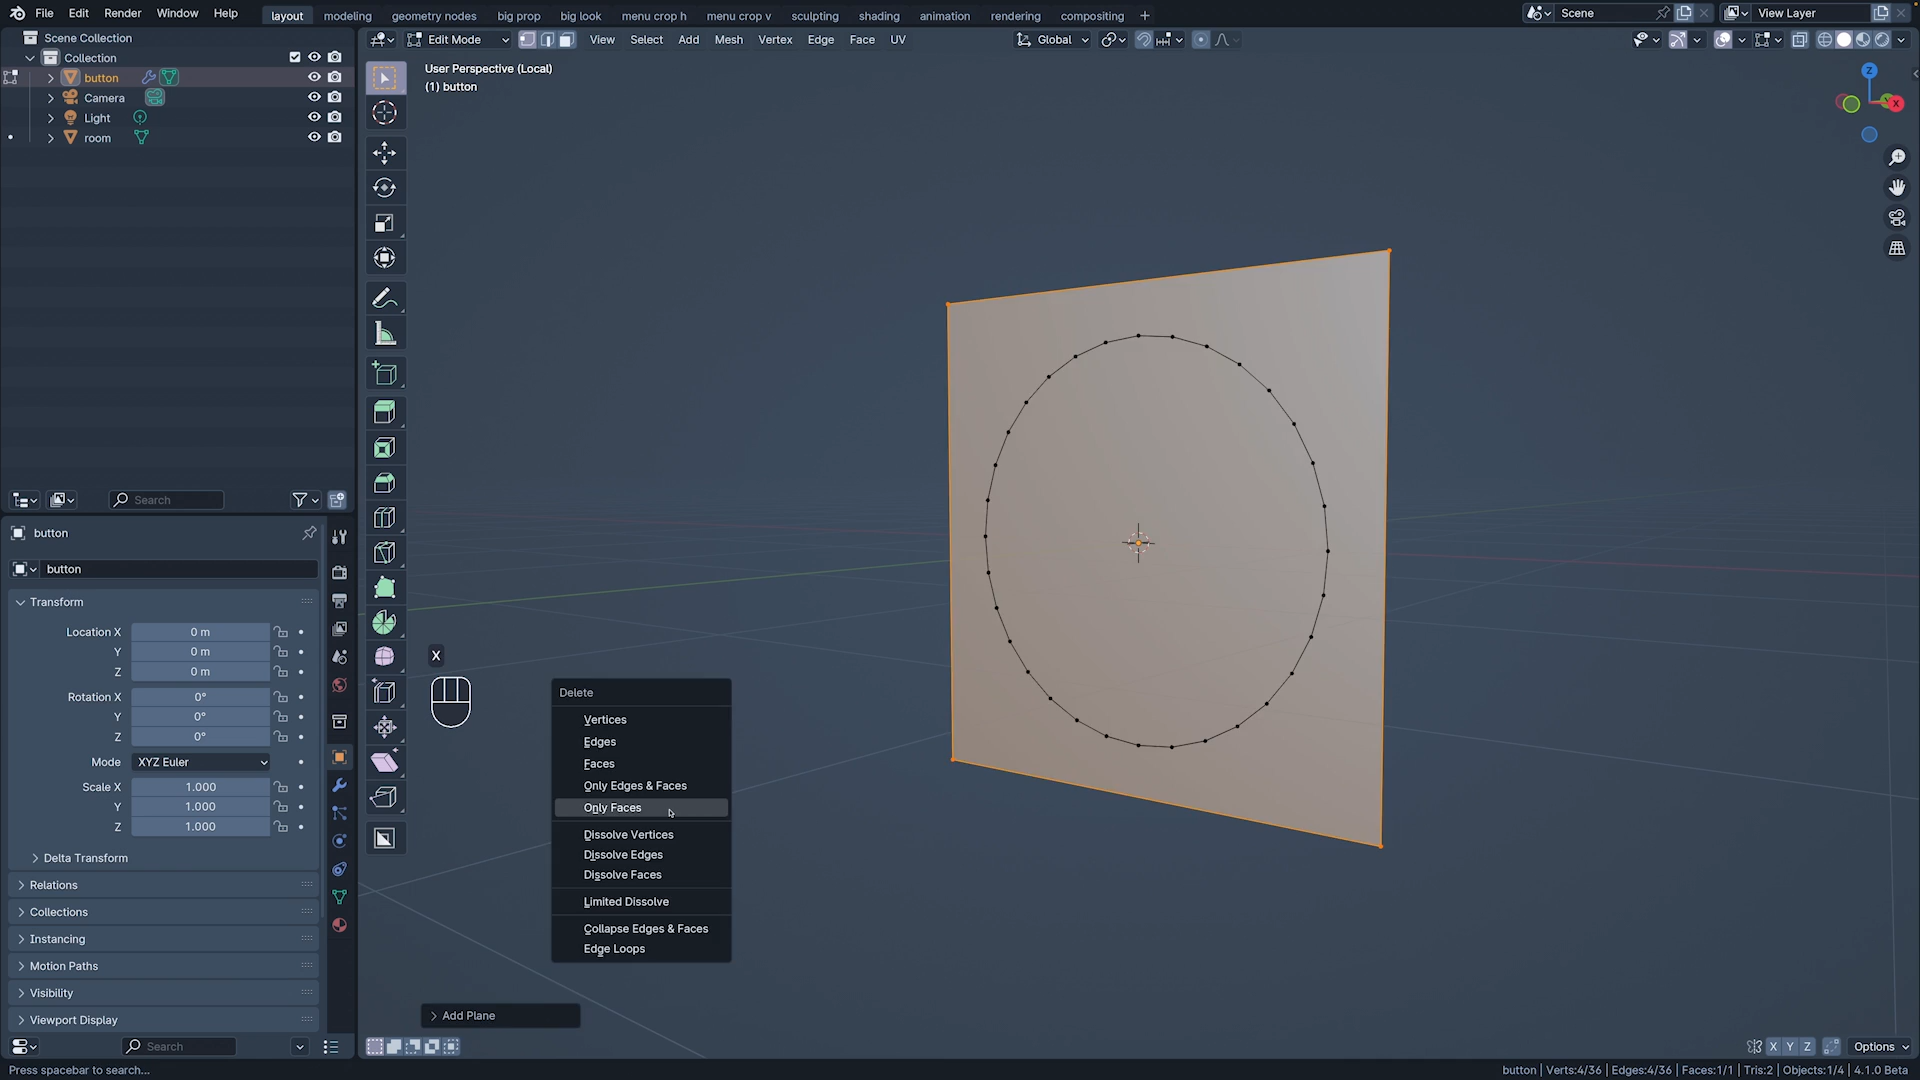 File Edit Render Window Help
layout modeling geometry nodes big prop big look menu crop h menu crop v sculpting shading animation rendering compositing +
Scene
View Layer
Scene Collection
Collection
button
Camera
Light
room
Edit Mode
View Select Add Mesh Vertex Edge Face UV
Global
User Perspective (Local)
(1) button
Z
X
Search
button
button
Transform
Location X 0 m
Y 0 m
Z 0 m
Rotation X 0°
Y 0°
Z 0°
Mode XYZ Euler
Scale X 1.000
Y 1.000
Z 1.000
Delta Transform
Relations
Collections
Instancing
Motion Paths
Visibility
Viewport Display
Search
X
Delete
Vertices
Edges
Faces
Only Edges & Faces
Only Faces
Dissolve Vertices
Dissolve Edges
Dissolve Faces
Limited Dissolve
Collapse Edges & Faces
Edge Loops
Add Plane
X Y Z
Options
Press spacebar to search...
button | Verts:4/36 | Edges:4/36 | Faces:1/1 | Tris:2 | Objects:1/4 | 4.1.0 Beta